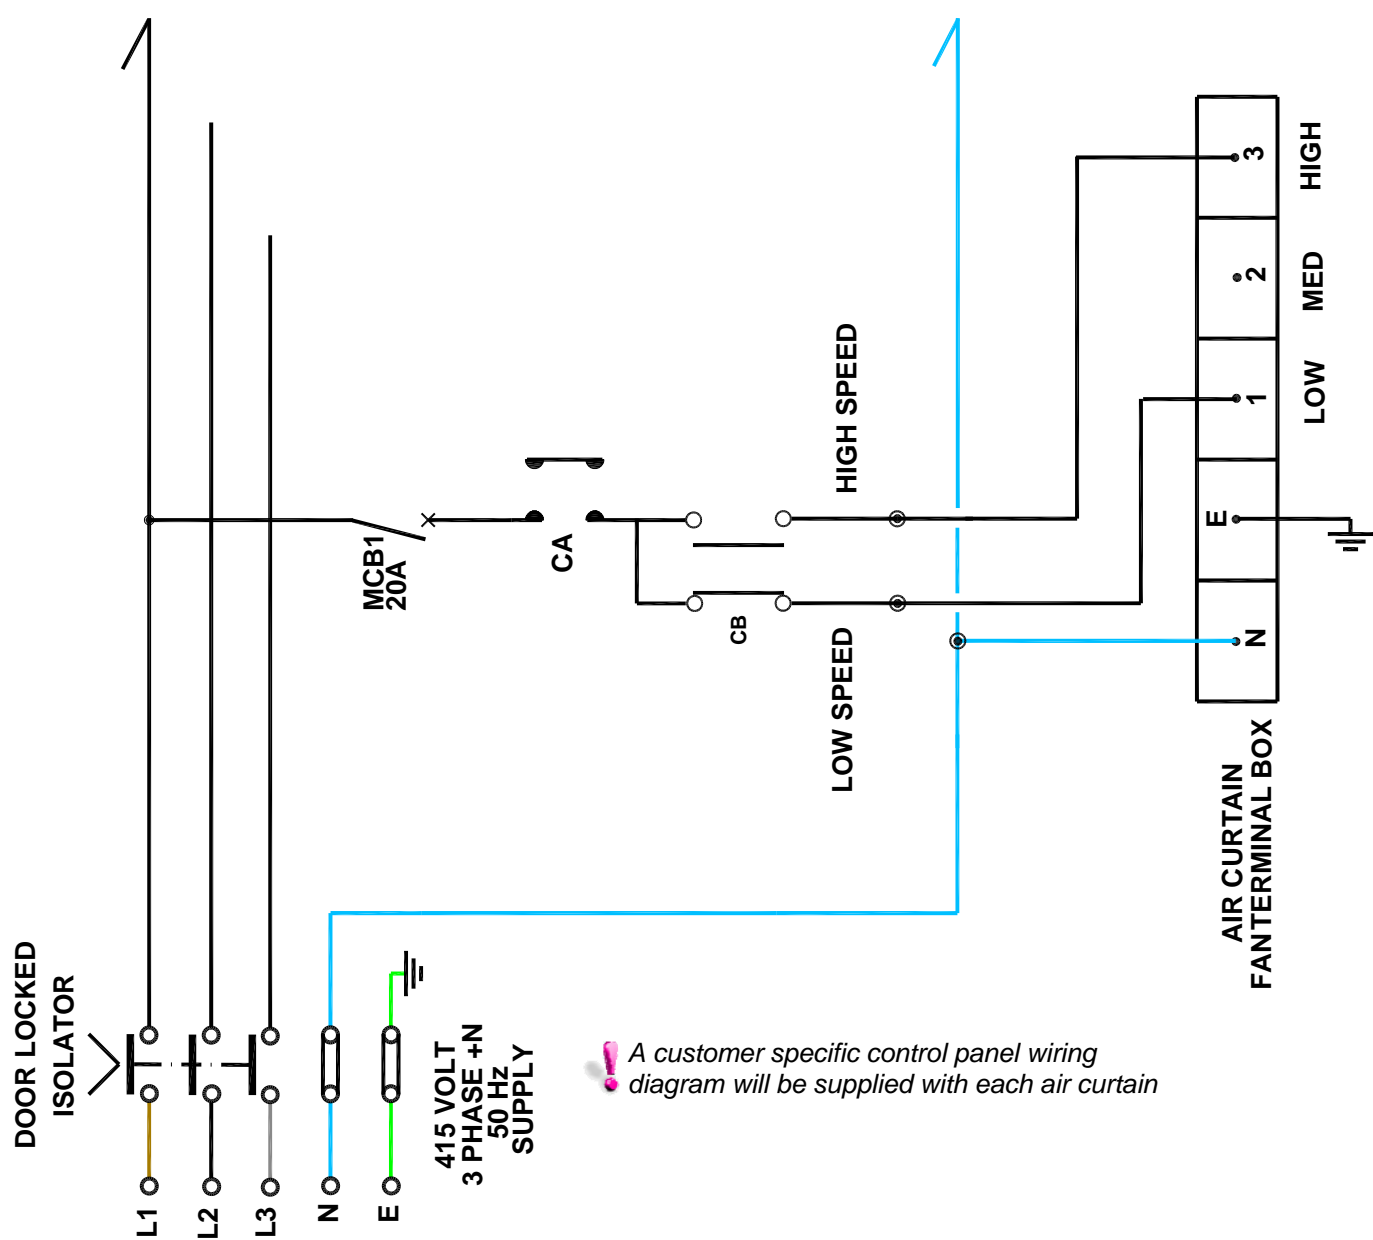 HIGH
MED
LOW
3
2
1
E
N
AIR CURTAIN
FAN TERMINAL BOX
HIGH SPEED
LOW SPEED
MCB1
20A
CA
CB
DOOR LOCKED
ISOLATOR
415 VOLT
3 PHASE +N
50 Hz
SUPPLY
L1
L2
L3
N
E
! A customer specific control panel wiring
diagram will be supplied with each air curtain